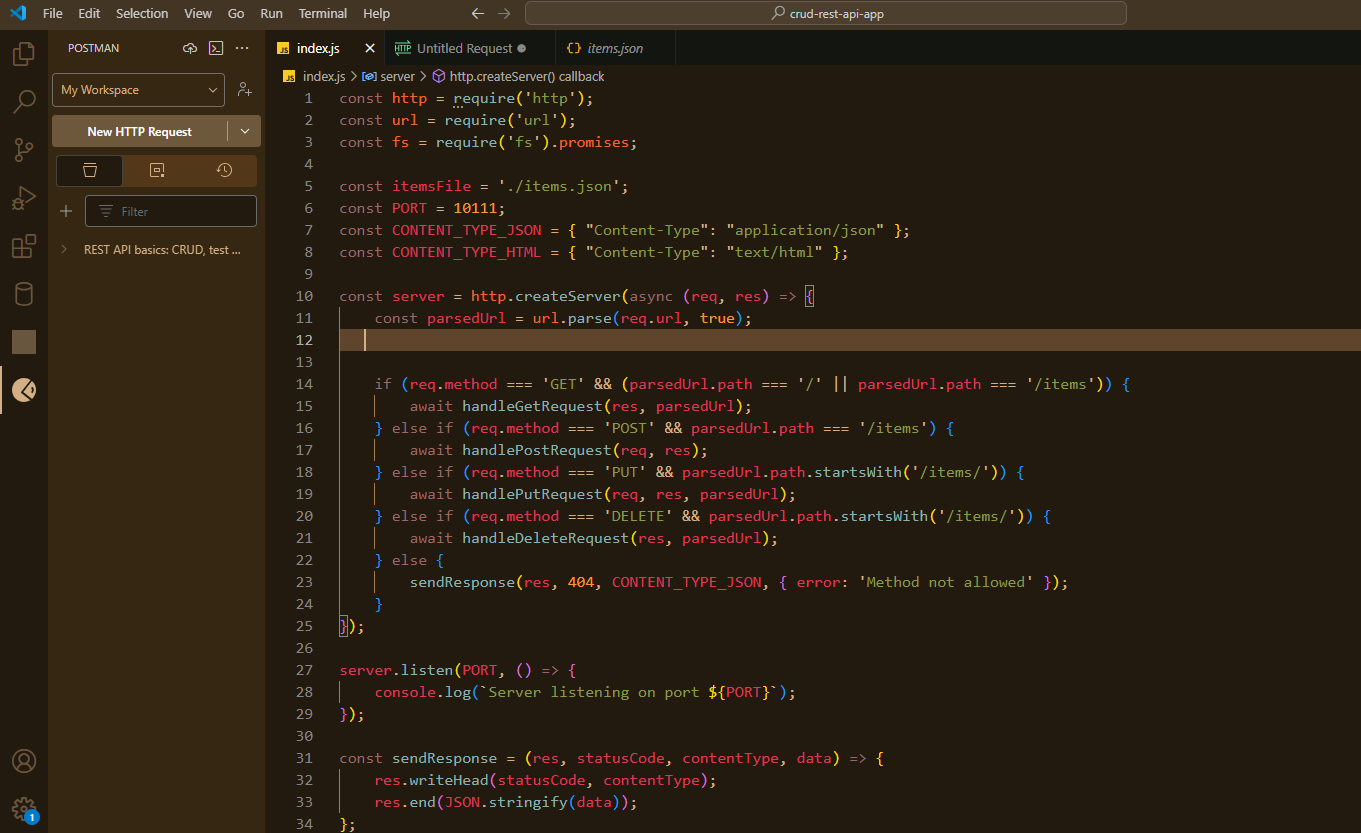 File Edit Selection View Go Run Terminal Help
crud-rest-api-app
POSTMAN
My Workspace
New HTTP Request
Filter
REST API basics: CRUD, test ...
JS index.js
HTTP Untitled Request
{} items.json
JS index.js > server > http.createServer() callback
1 const http = require('http');
2 const url = require('url');
3 const fs = require('fs').promises;
4
5 const itemsFile = './items.json';
6 const PORT = 10111;
7 const CONTENT_TYPE_JSON = { "Content-Type": "application/json" };
8 const CONTENT_TYPE_HTML = { "Content-Type": "text/html" };
9
10 const server = http.createServer(async (req, res) => {
11     const parsedUrl = url.parse(req.url, true);
12
13
14     if (req.method === 'GET' && (parsedUrl.path === '/' || parsedUrl.path === '/items')) {
15         await handleGetRequest(res, parsedUrl);
16     } else if (req.method === 'POST' && parsedUrl.path === '/items') {
17         await handlePostRequest(req, res);
18     } else if (req.method === 'PUT' && parsedUrl.path.startsWith('/items/')) {
19         await handlePutRequest(req, res, parsedUrl);
20     } else if (req.method === 'DELETE' && parsedUrl.path.startsWith('/items/')) {
21         await handleDeleteRequest(res, parsedUrl);
22     } else {
23         sendResponse(res, 404, CONTENT_TYPE_JSON, { error: 'Method not allowed' });
24     }
25 });
26
27 server.listen(PORT, () => {
28     console.log(`Server listening on port ${PORT}`);
29 });
30
31 const sendResponse = (res, statusCode, contentType, data) => {
32     res.writeHead(statusCode, contentType);
33     res.end(JSON.stringify(data));
34 };
1